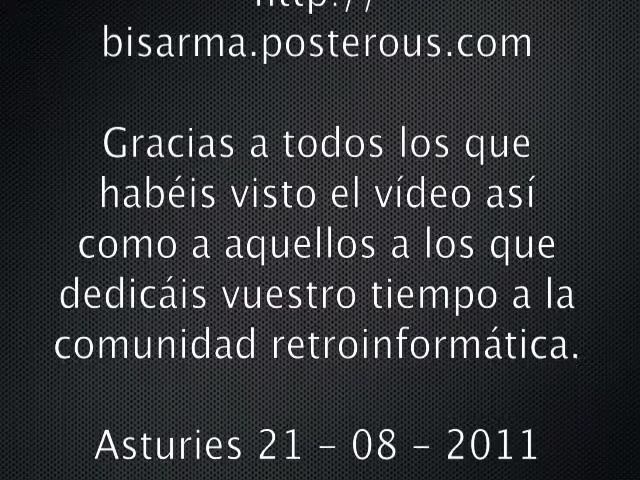 http://
bisarma.posterous.com
Gracias a todos los que
habéis visto el vídeo así
como a aquellos a los que
dedicáis vuestro tiempo a la
comunidad retroinformática.
Asturies 21 - 08 - 2011